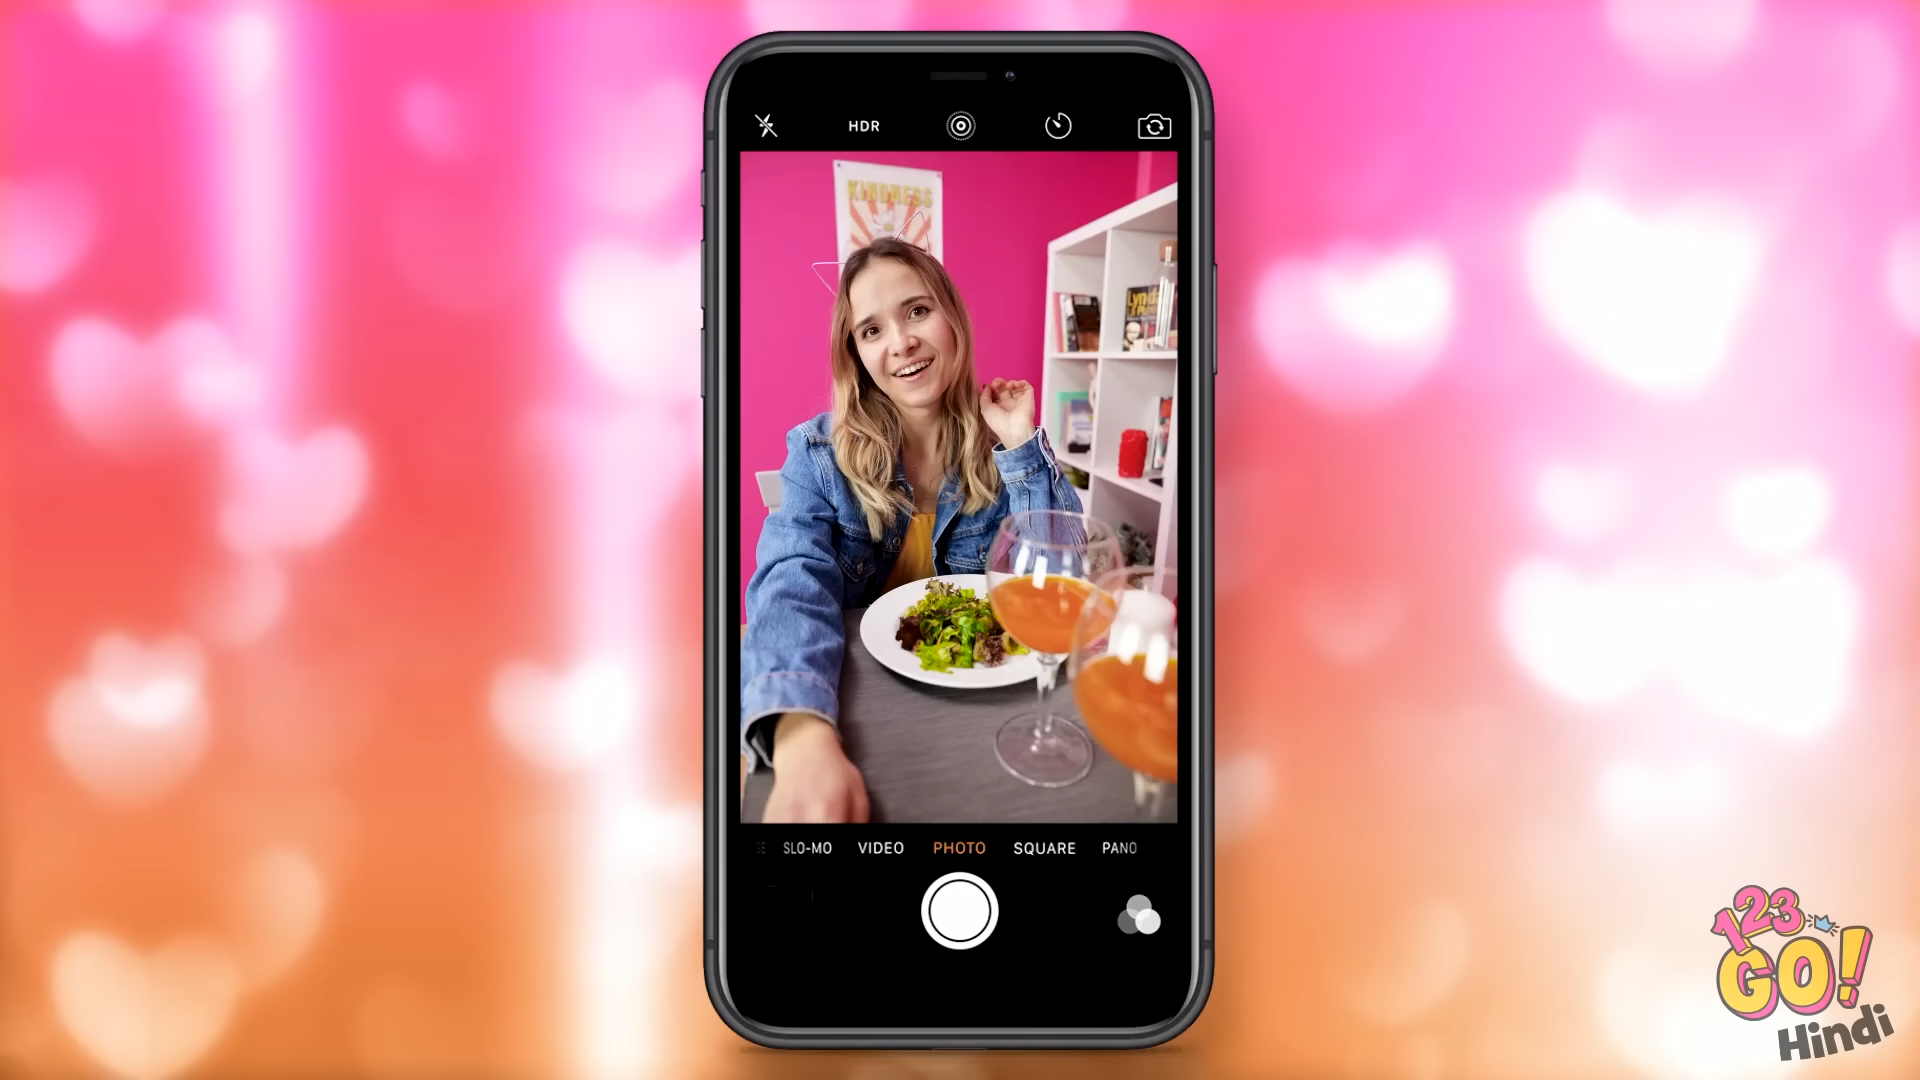 HDR
KINDNESS
SLO-MO VIDEO PHOTO SQUARE PANO
123
GO!
Hindi